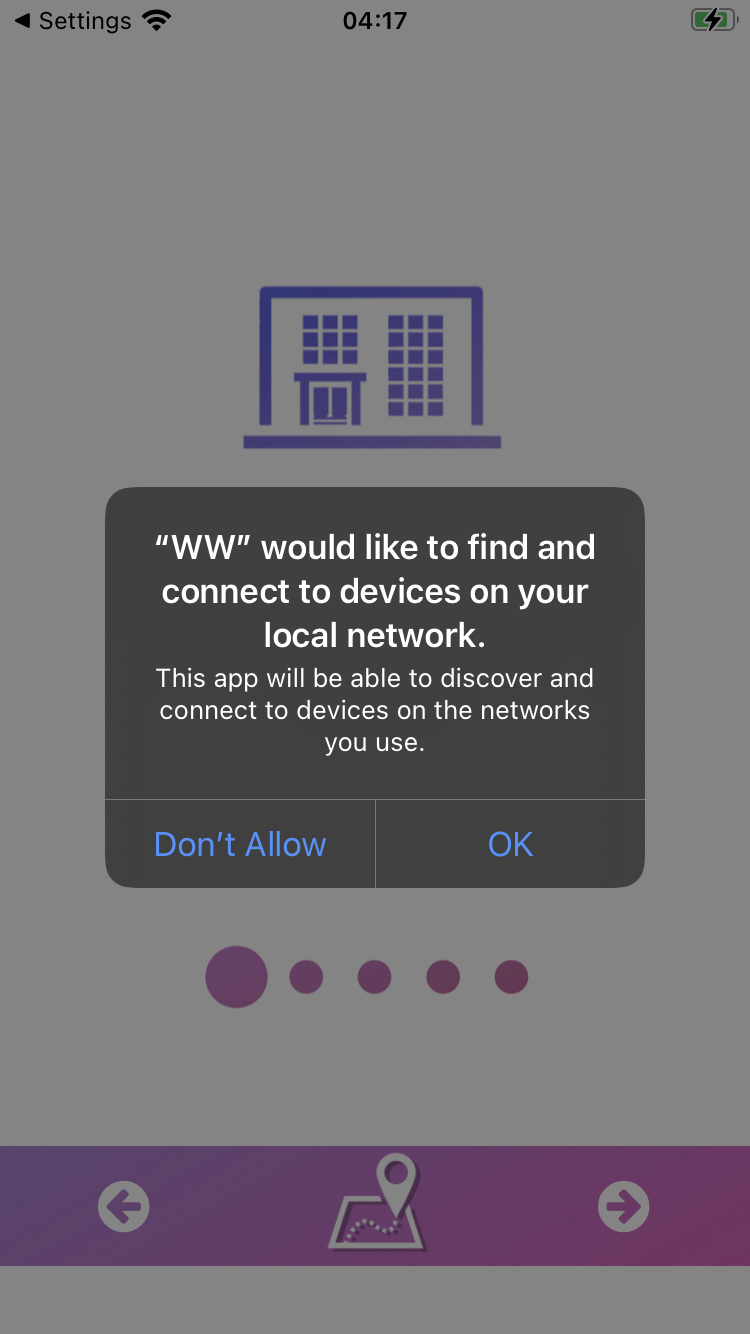 Settings
04:17
“WW” would like to find and
connect to devices on your
local network.
This app will be able to discover and
connect to devices on the networks
you use.
Don’t Allow
OK